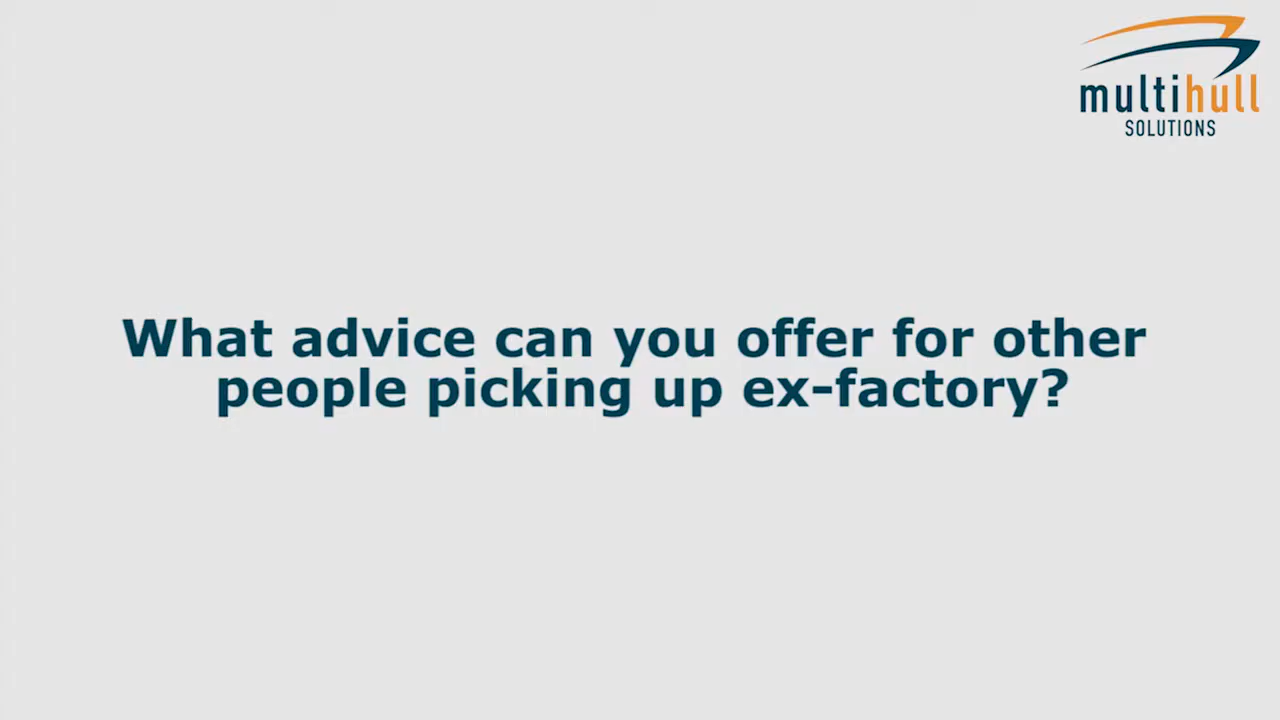 multihull
SOLUTIONS
What advice can you offer for other
people picking up ex-factory?